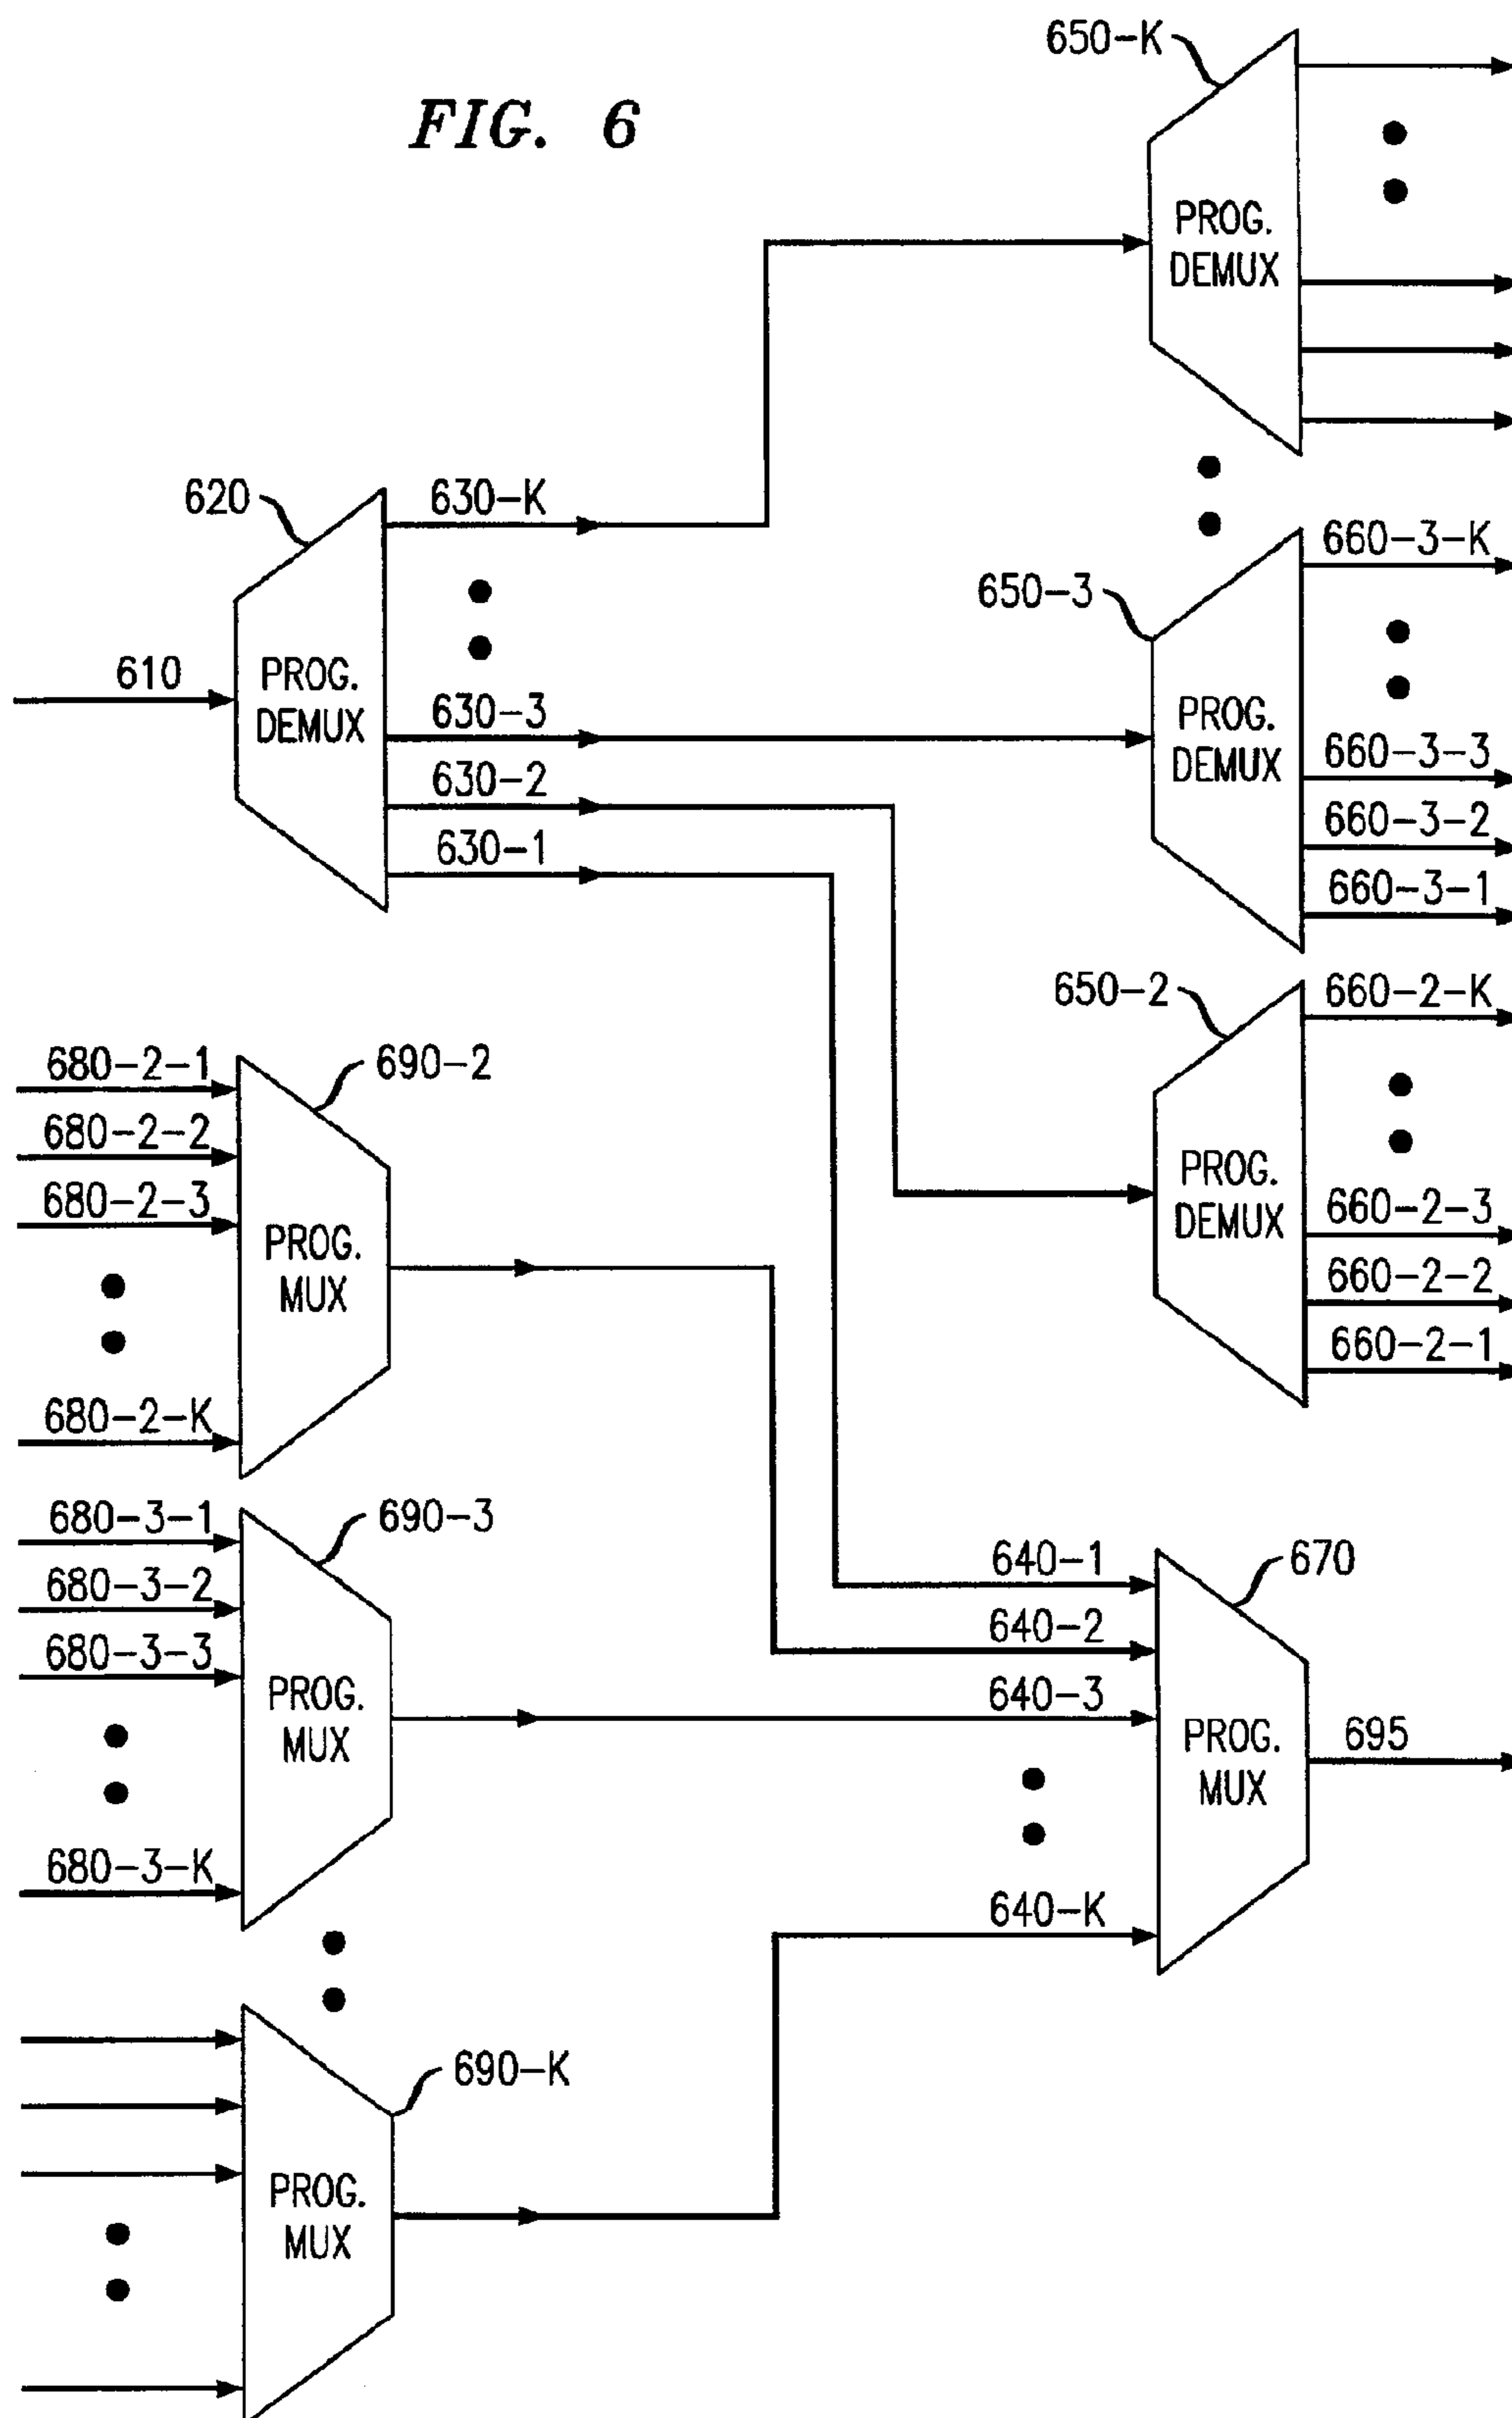 FIG. 6
650-K
PROG.
DEMUX
620
630-K
610
PROG.
DEMUX
630-3
630-2
630-1
650-3
PROG.
DEMUX
660-3-K
660-3-3
660-3-2
660-3-1
650-2
PROG.
DEMUX
660-2-K
660-2-3
660-2-2
660-2-1
680-2-1
680-2-2
680-2-3
680-2-K
690-2
PROG.
MUX
680-3-1
680-3-2
680-3-3
680-3-K
690-3
PROG.
MUX
640-1
640-2
640-3
640-K
670
PROG.
MUX
695
690-K
PROG.
MUX